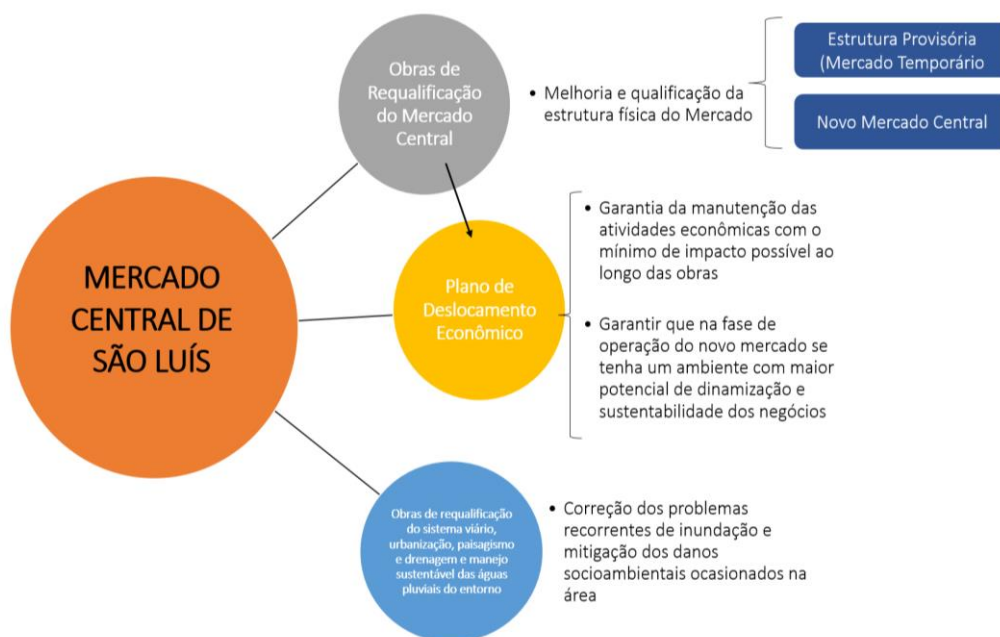 MERCADO
CENTRAL DE
SÃO LUÍS
Obras de
Requalificação
do Mercado
Central
• Melhoria e qualificação da
estrutura física do Mercado
Estrutura Provisória
(Mercado Temporário
Novo Mercado Central
Plano de
Deslocamento
Econômico
• Garantia da manutenção das
atividades econômicas com o
mínimo de impacto possível ao
longo das obras
• Garantir que na fase de
operação do novo mercado se
tenha um ambiente com maior
potencial de dinamização e
sustentabilidade dos negócios
Obras de requalificação
do sistema viário,
urbanização, paisagismo
e drenagem e manejo
sustentável das águas
pluviais do entorno
• Correção dos problemas
recorrentes de inundação e
mitigação dos danos
socioambientais ocasionados na
área